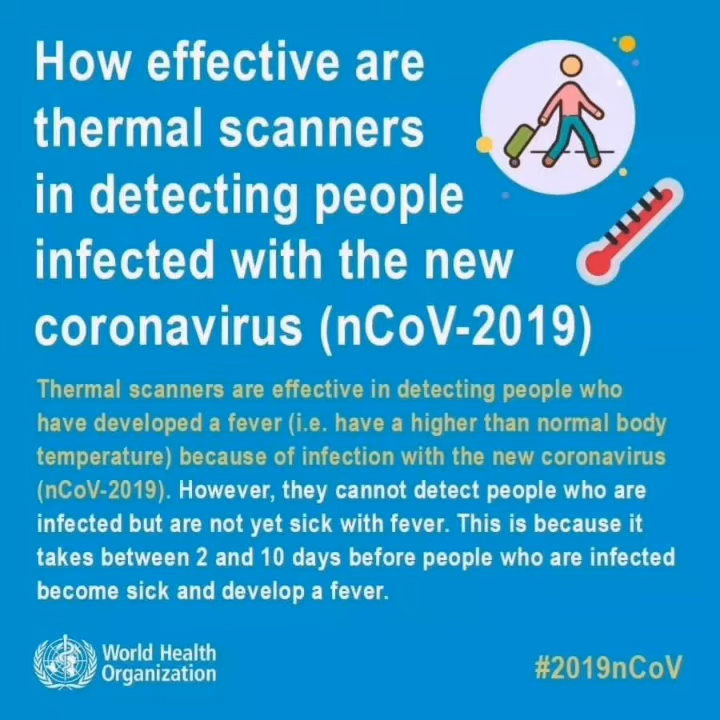 How effective are
thermal scanners
in detecting people
infected with the new
coronavirus (nCoV-2019)
Thermal scanners are effective in detecting people who
have developed a fever (i.e. have a higher than normal body
temperature) because of infection with the new coronavirus
(nCoV-2019). However, they cannot detect people who are
infected but are not yet sick with fever. This is because it
takes between 2 and 10 days before people who are infected
become sick and develop a fever.
World Health
Organization
#2019nCoV